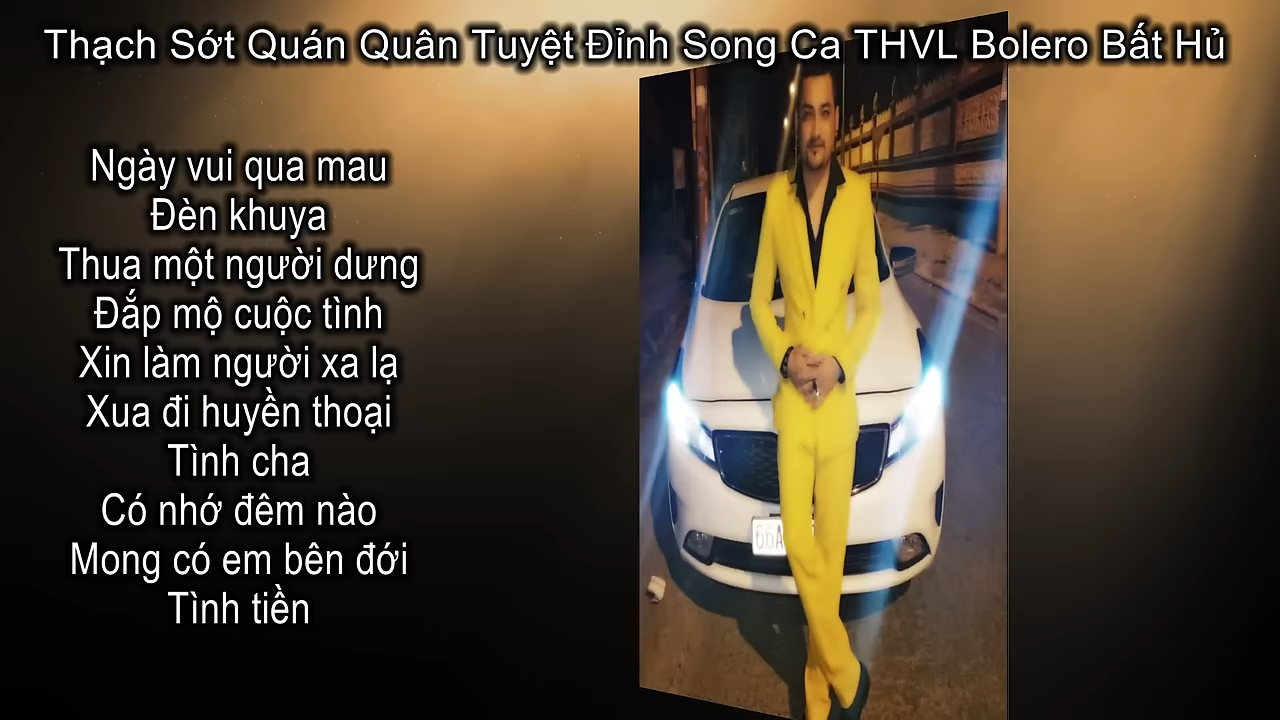 Thạch Sớt Quán Quân Tuyệt Đỉnh Song Ca THVL Bolero Bất Hủ
Ngày vui qua mau
Đèn khuya
Thua một người dưng
Đắp mộ cuộc tình
Xin làm người xa lạ
Xua đi huyền thoại
Tình cha
Có nhớ đêm nào
Mong có em bên đới
Tình tiền
66A